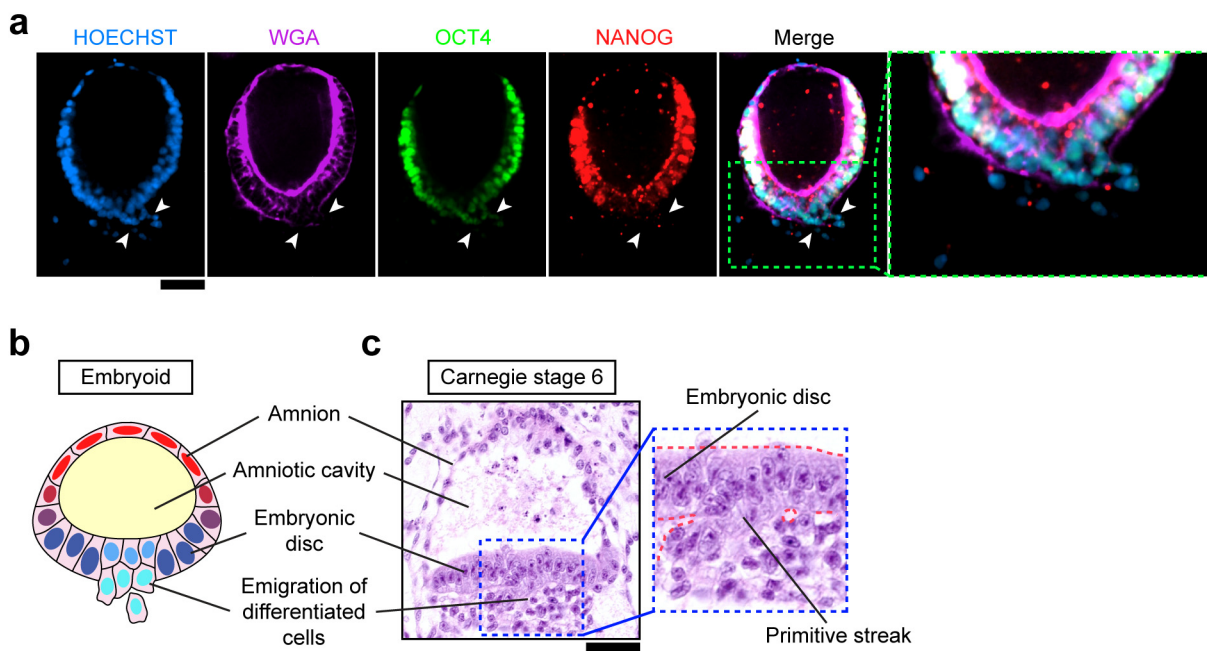 a
HOECHST
WGA
OCT4
NANOG
Merge
b
Embryoid
c
Carnegie stage 6
Amnion
Amniotic cavity
Embryonic
disc
Emigration of
differentiated
cells
Embryonic disc
Primitive streak